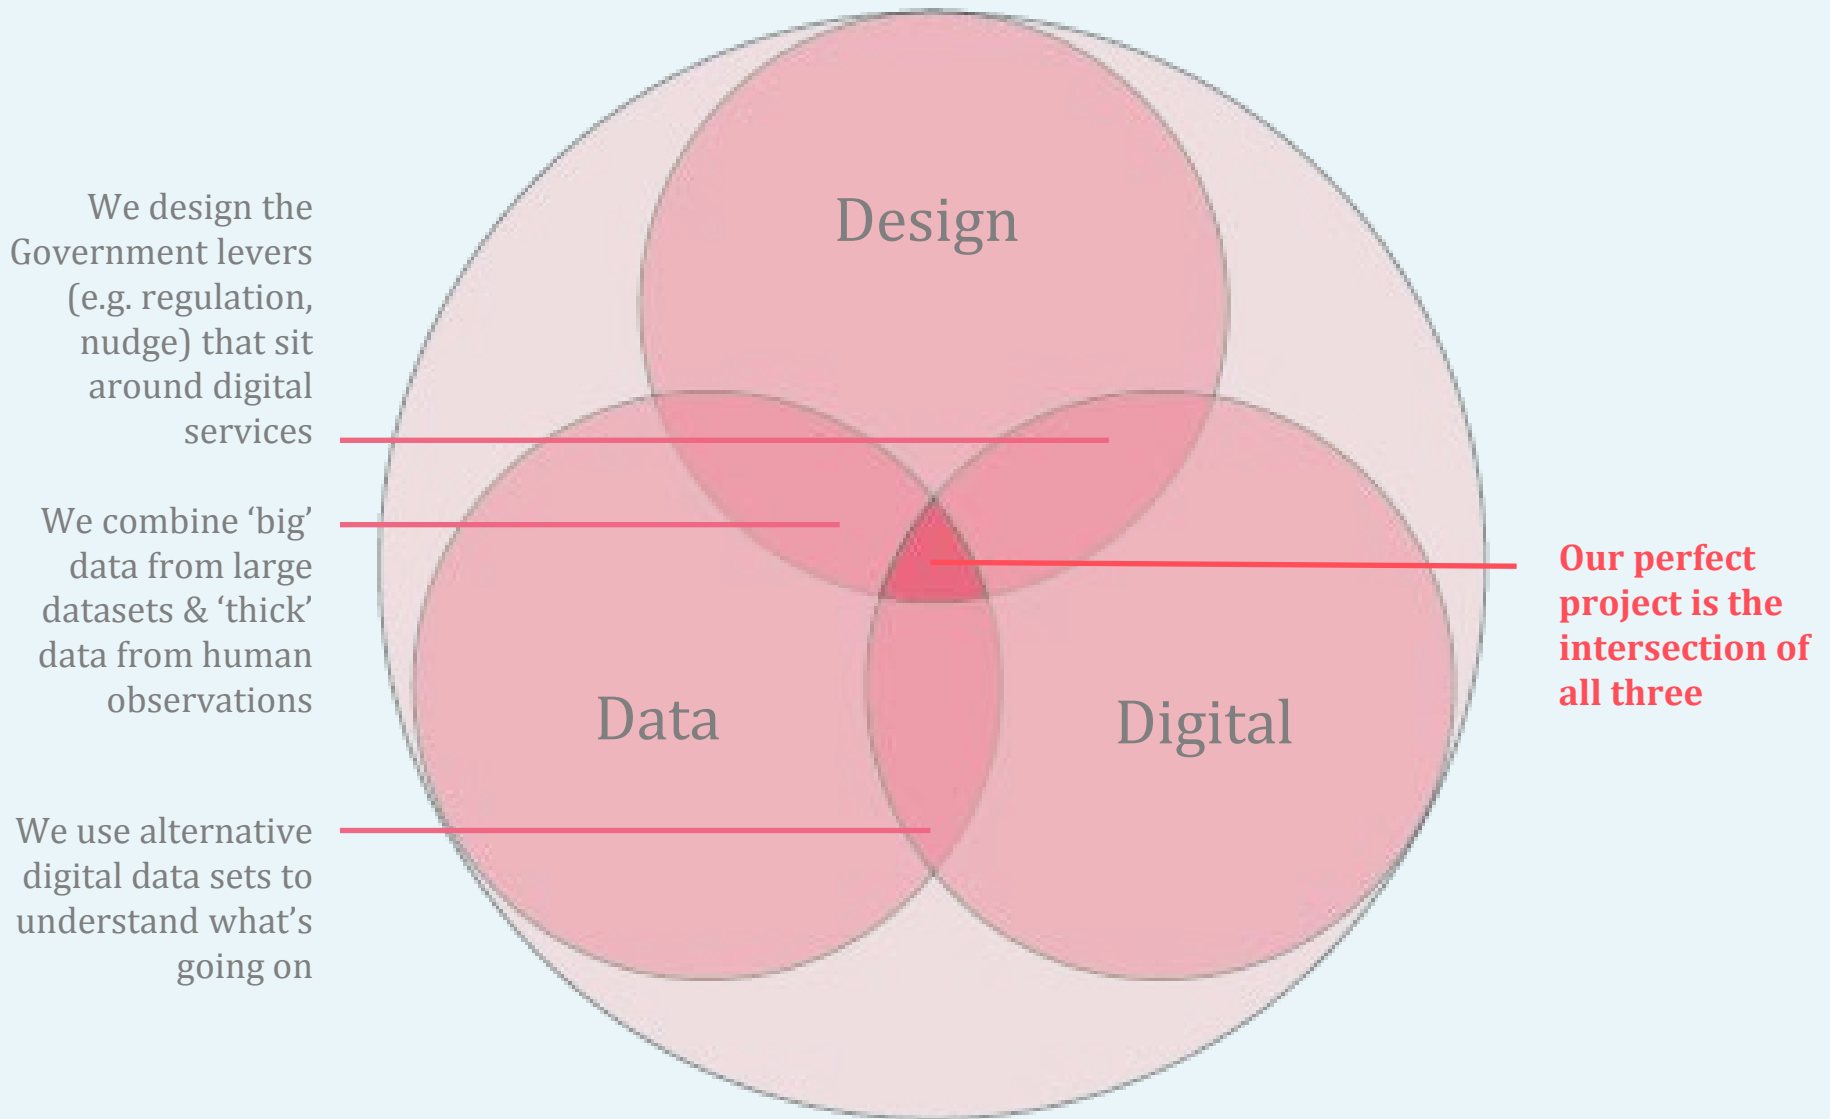 Design
We design the
Government levers
(e.g. regulation,
nudge) that sit
around digital
services
We combine ‘big’
data from large
datasets & ‘thick’
data from human
observations
Our perfect
project is the
intersection of
all three
Data
Digital
We use alternative
digital data sets to
understand what’s
going on